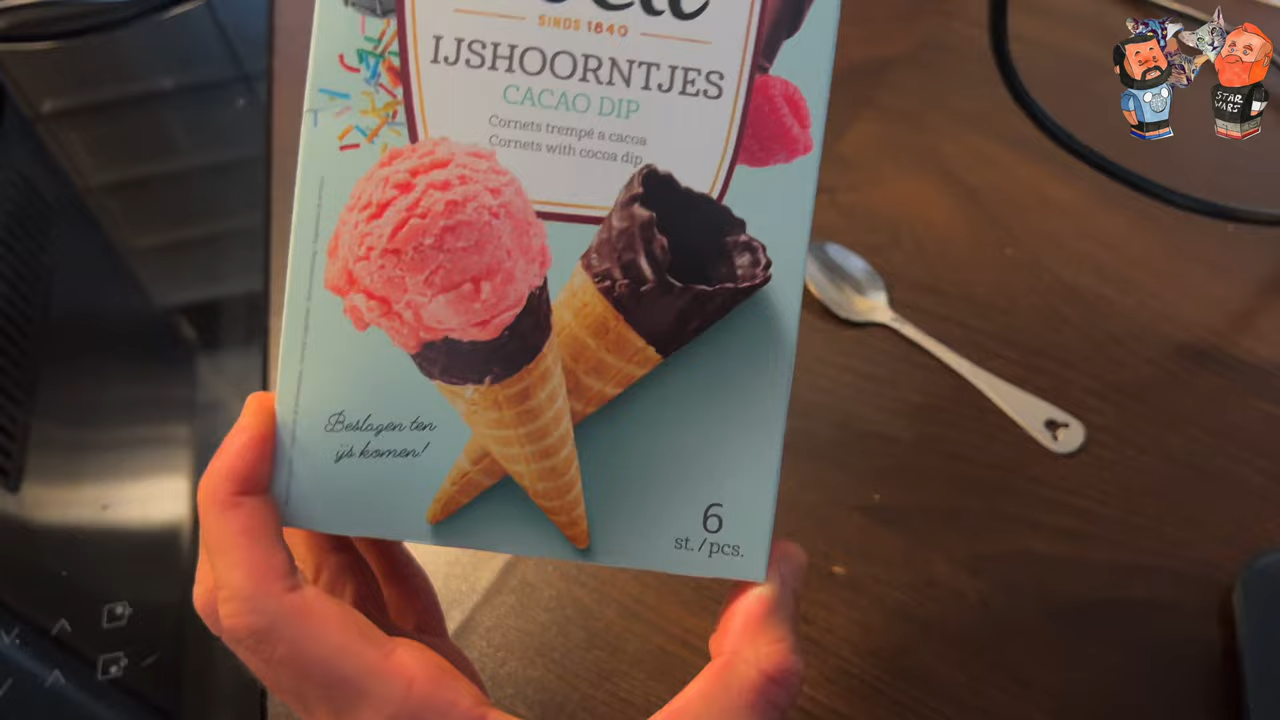 SINDS 1840
IJSHOORNTJES
CACAO DIP
Cornets trempé a cacoa
Cornets with cocoa dip
Beslagen ten
ijs komen!
6
st./pcs.
STAR
WARS